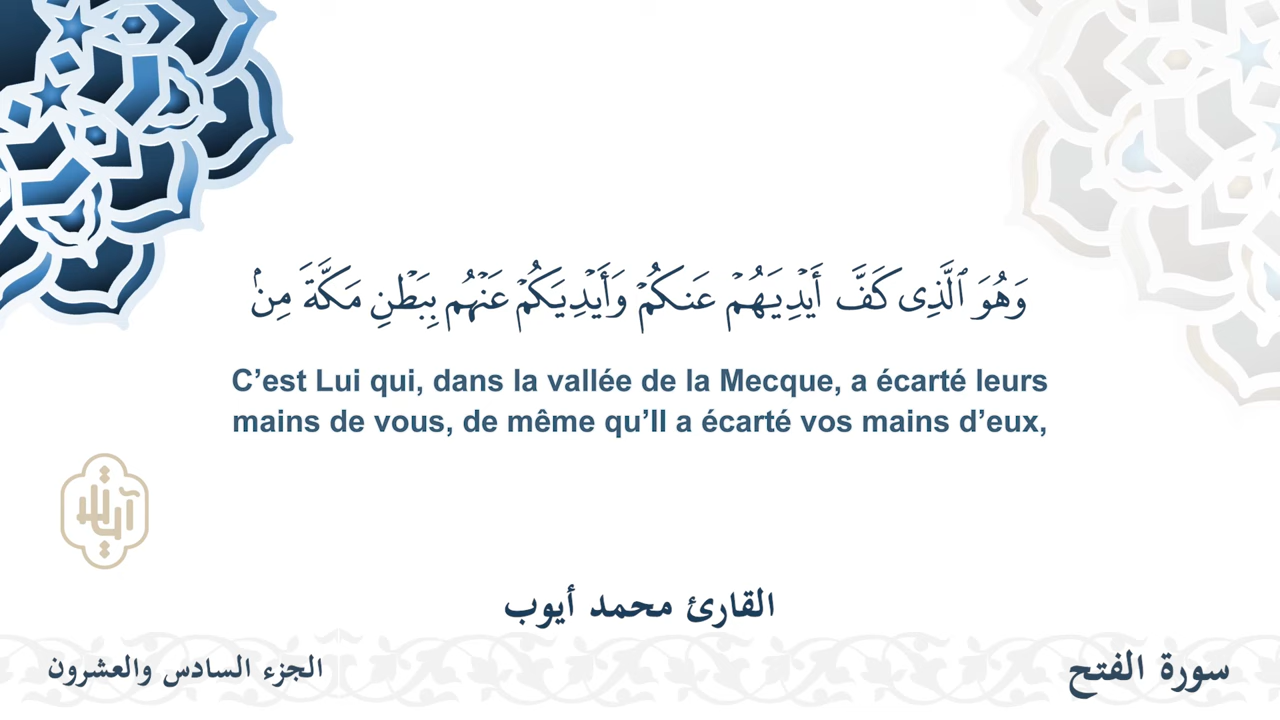 وَهُوَ ٱلَّذِى كَفَّ أَيْدِيَهُمْ عَنكُمْ وَأَيْدِيَكُمْ عَنْهُم بِبَطْنِ مَكَّةَ مِنۢ
C’est Lui qui, dans la vallée de la Mecque, a écarté leurs
mains de vous, de même qu’Il a écarté vos mains d’eux,
آيات
القارئ محمد أيوب
سورة الفتح
الجزء السادس والعشرون